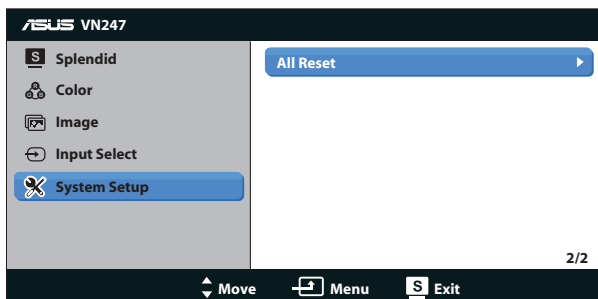 ASUS VN247
S Splendid
Color
Image
Input Select
System Setup
All Reset
2/2
Move Menu S Exit